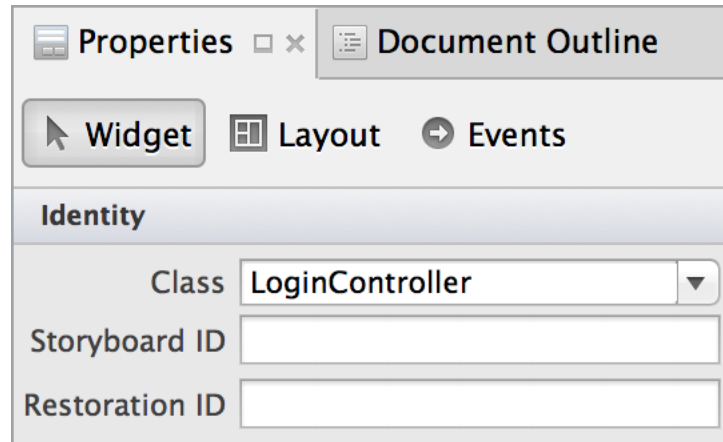 Properties Document Outline
Widget Layout Events
Identity
Class LoginController
Storyboard ID
Restoration ID